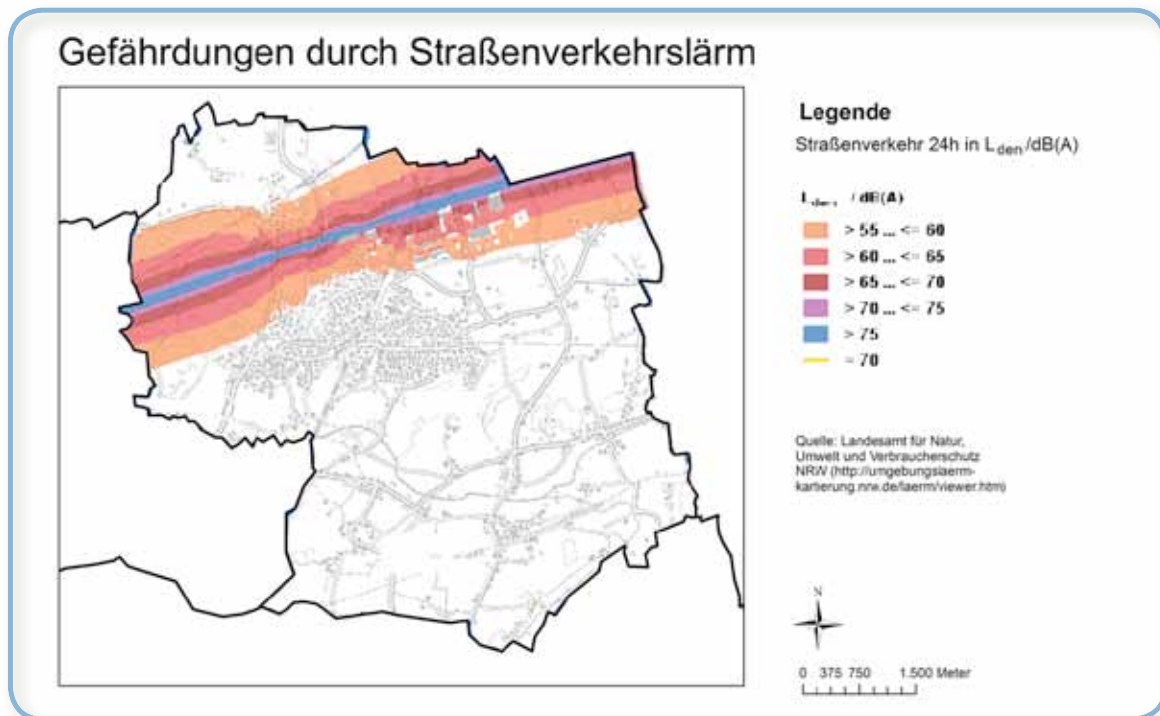 Gefährdungen durch Straßenverkehrslärm
Legende
Straßenverkehr 24h in L den /dB(A)
L den / dB(A)
> 55 ... <= 60
> 60 ... <= 65
> 65 ... <= 70
> 70 ... <= 75
> 75
= 70
Quelle: Landesamt für Natur,
Umwelt und Verbraucherschutz
NRW (http://umgebungslaerm-
kartierung.nrw.de/laerm/viewer.htm)
N
0 375 750 1.500 Meter